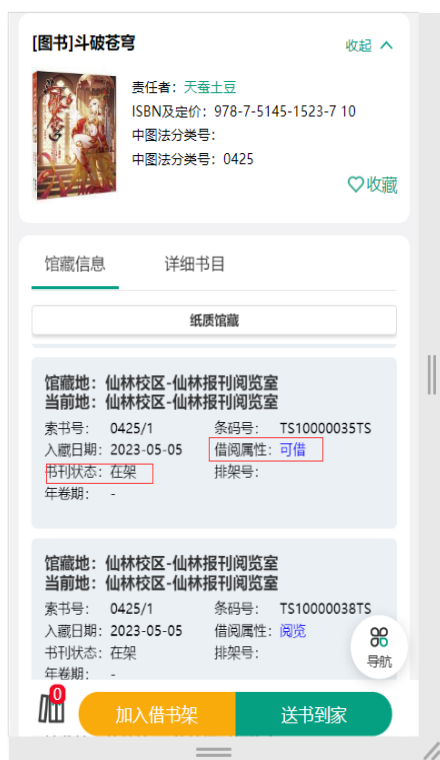 [图书]斗破苍穹
收起
责任者：天蚕土豆
ISBN及定价：978-7-5145-1523-7 10
中图法分类号：
中图法分类号：0425
收藏
馆藏信息 详细书目
纸质馆藏
馆藏地：仙林校区-仙林报刊阅览室
当前地：仙林校区-仙林报刊阅览室
索书号： 0425/1 条码号： TS10000035TS
入藏日期：2023-05-05 借阅属性：可借
书刊状态：在架 排架号：
年卷期： -
馆藏地：仙林校区-仙林报刊阅览室
当前地：仙林校区-仙林报刊阅览室
索书号： 0425/1 条码号： TS10000038TS
入藏日期：2023-05-05 借阅属性：阅览
书刊状态：在架 排架号：
年卷期： -
导航
0
加入借书架 送书到家